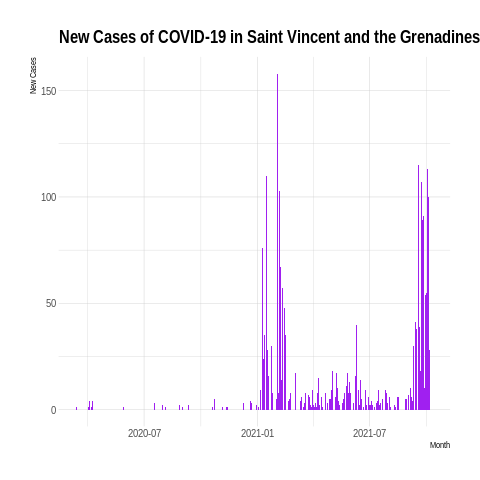 New Cases of COVID-19 in Saint Vincent and the Grenadines
New Cases
150
100
50
0
2020-07
2021-01
2021-07
Month